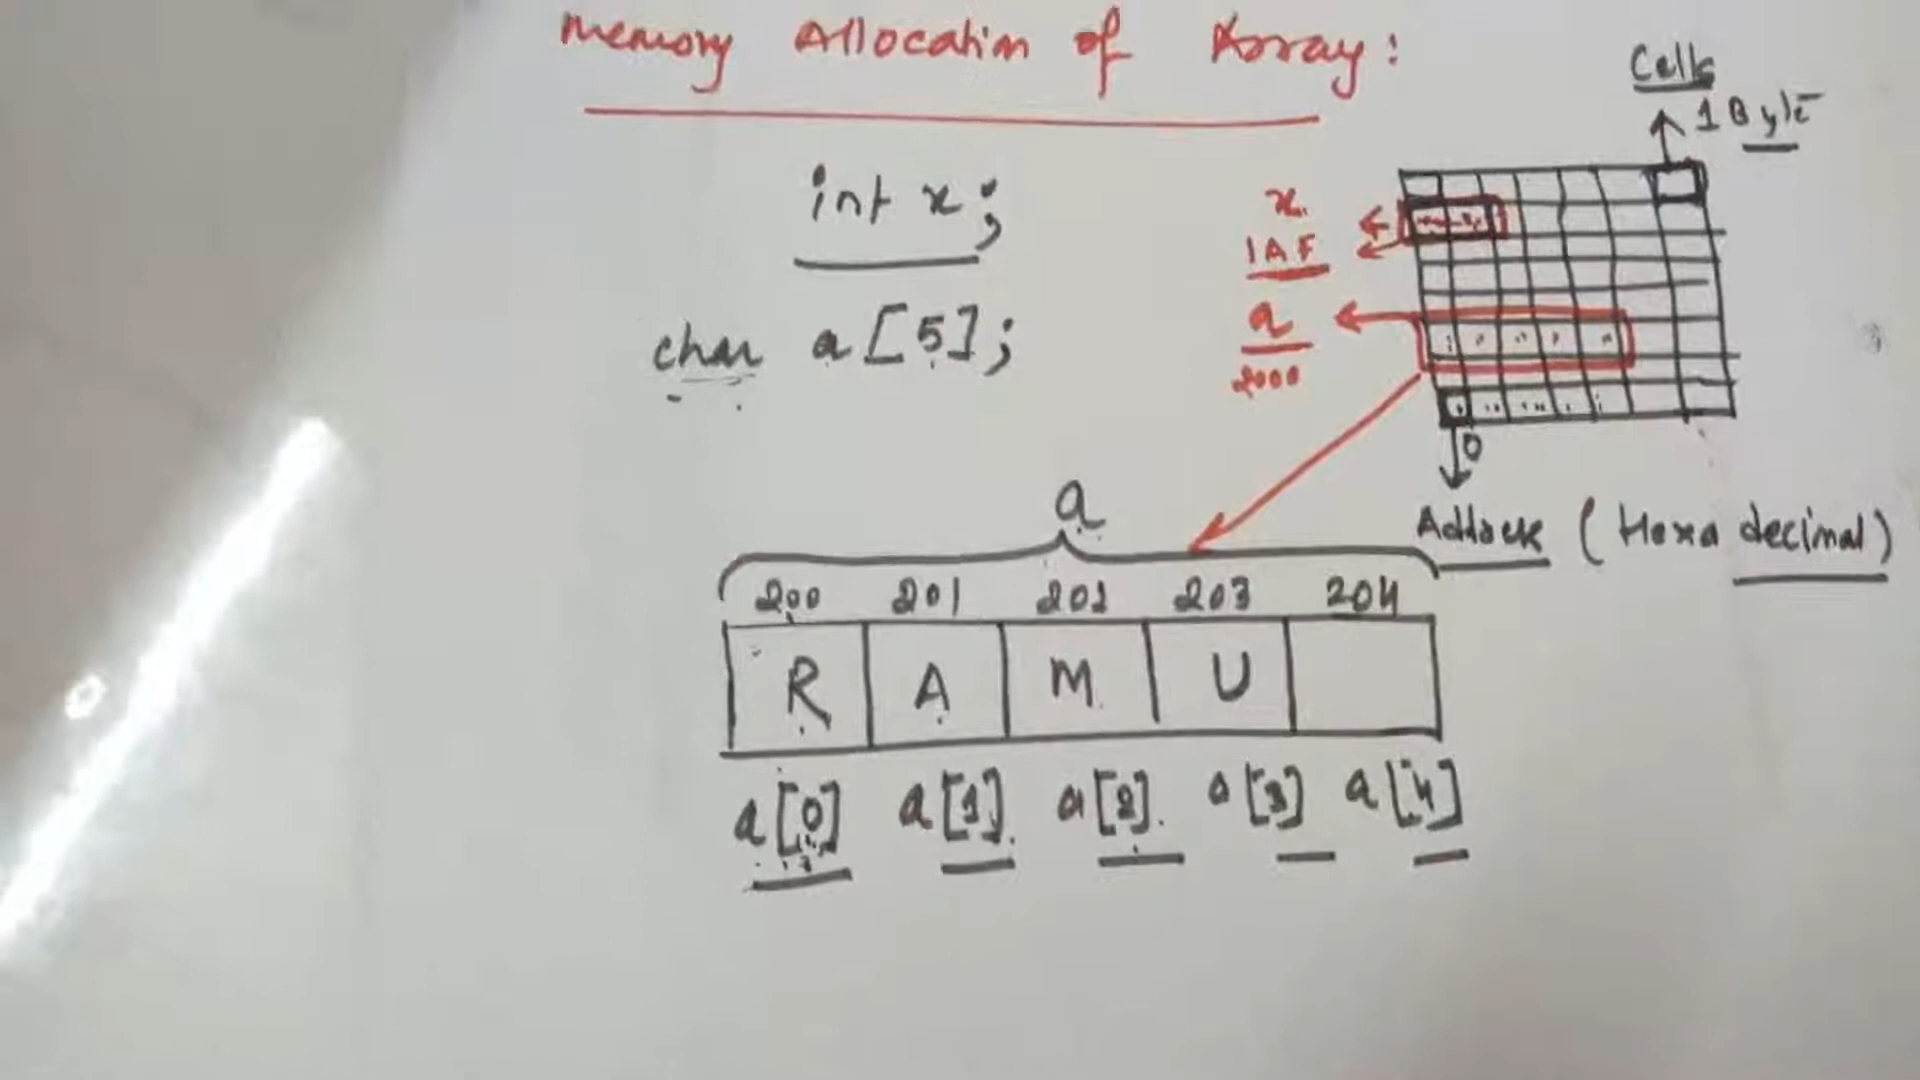 Memory Allocation of Array:
Cells
1 Byte
int x;
x
1AF
char a[5];
a
2000
0
Address (Hexa decimal)
a
200 201 202 203 204
R A M U
a[0] a[1] a[2] a[3] a[4]